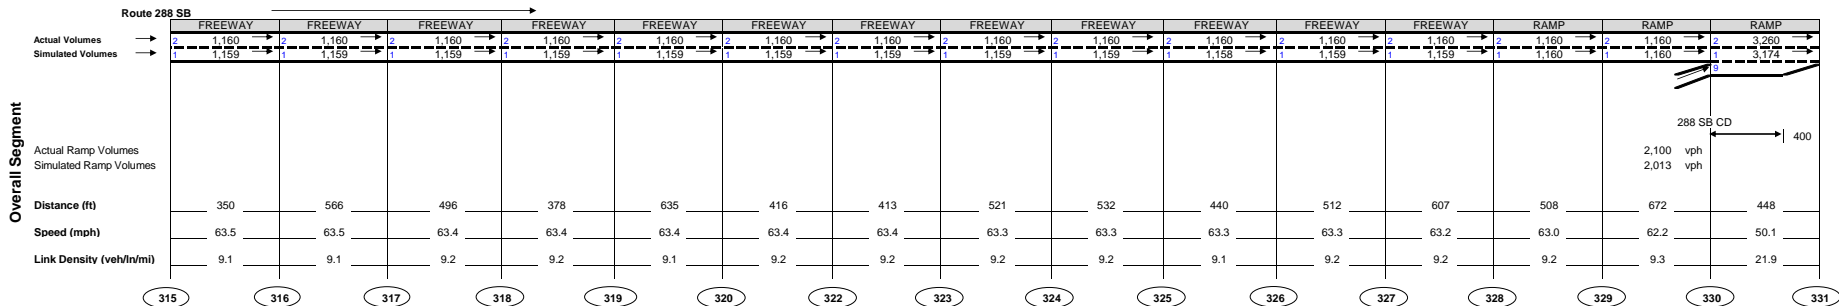 Route 288 SB
FREEWAY FREEWAY FREEWAY FREEWAY FREEWAY FREEWAY FREEWAY FREEWAY FREEWAY FREEWAY FREEWAY FREEWAY RAMP RAMP RAMP
Actual Volumes 2 1,160 2 1,160 2 1,160 2 1,160 2 1,160 2 1,160 2 1,160 2 1,160 2 1,160 2 1,160 2 1,160 2 1,160 2 1,160 2 1,160 2 3,260
Simulated Volumes 1 1,159 1 1,159 1 1,159 1 1,159 1 1,159 1 1,159 1 1,159 1 1,159 1 1,159 1 1,158 1 1,159 1 1,159 1 1,160 1 1,160 1 3,174
9
288 SB CD
400
Overall Segment
Actual Ramp Volumes 2,100 vph
Simulated Ramp Volumes 2,013 vph
Distance (ft) 350 566 496 378 635 416 413 521 532 440 512 607 508 672 448
Speed (mph) 63.5 63.5 63.4 63.4 63.4 63.4 63.4 63.3 63.3 63.3 63.3 63.2 63.0 62.2 50.1
Link Density (veh/ln/mi) 9.1 9.1 9.2 9.2 9.1 9.2 9.2 9.2 9.2 9.1 9.2 9.2 9.2 9.3 21.9
315 316 317 318 319 320 322 323 324 325 326 327 328 329 330 331